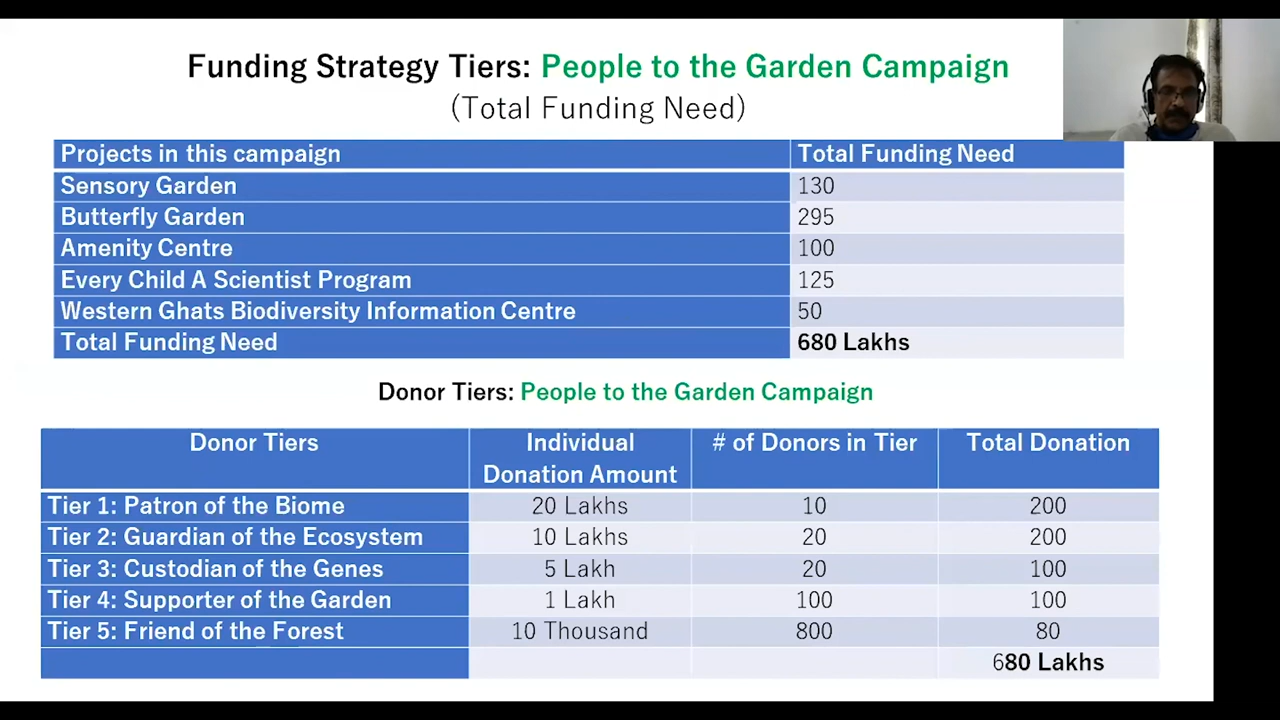 Funding Strategy Tiers: People to the Garden Campaign
(Total Funding Need)
Projects in this campaign Total Funding Need
Sensory Garden 130
Butterfly Garden 295
Amenity Centre 100
Every Child A Scientist Program 125
Western Ghats Biodiversity Information Centre 50
Total Funding Need 680 Lakhs
Donor Tiers: People to the Garden Campaign
Donor Tiers Individual Donation Amount # of Donors in Tier Total Donation
Tier 1: Patron of the Biome 20 Lakhs 10 200
Tier 2: Guardian of the Ecosystem 10 Lakhs 20 200
Tier 3: Custodian of the Genes 5 Lakh 20 100
Tier 4: Supporter of the Garden 1 Lakh 100 100
Tier 5: Friend of the Forest 10 Thousand 800 80
680 Lakhs